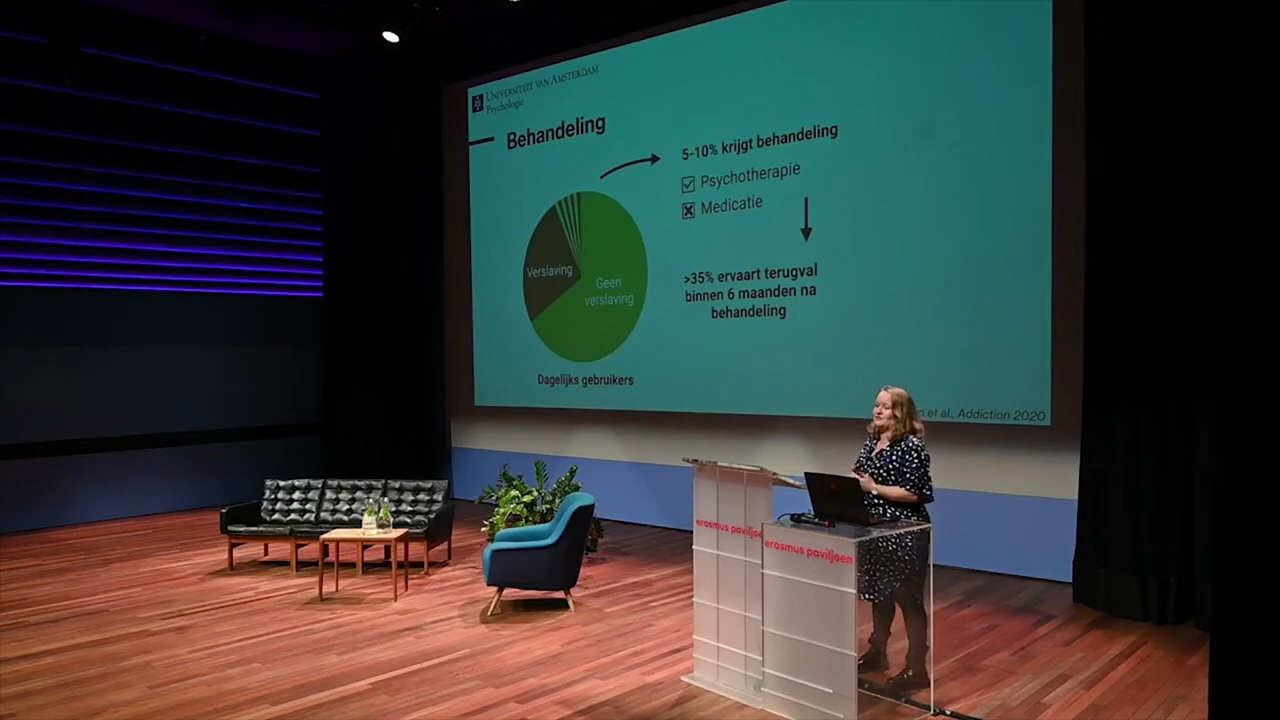 UNIVERSITEIT VAN AMSTERDAM
Psychologie
Behandeling
5-10% krijgt behandeling
Psychotherapie
Medicatie
>35% ervaart terugval
binnen 6 maanden na
behandeling
Verslaving
Geen
verslaving
Dagelijks gebruikers
et al., Addiction 2020
erasmus paviljoen
erasmus paviljoen